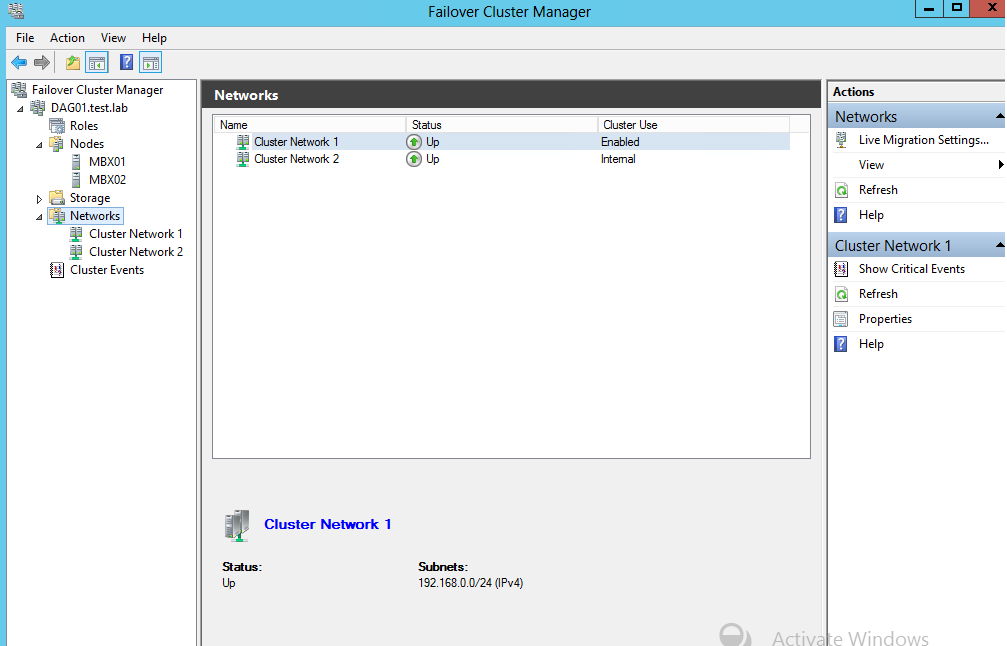 Failover Cluster Manager
File Action View Help
Failover Cluster Manager
DAG01.test.lab
Roles
Nodes
MBX01
MBX02
Storage
Networks
Cluster Network 1
Cluster Network 2
Cluster Events
Networks
Name Status Cluster Use
Cluster Network 1 Up Enabled
Cluster Network 2 Up Internal
Cluster Network 1
Status: Subnets:
Up 192.168.0.0/24 (IPv4)
Actions
Networks
Live Migration Settings...
View
Refresh
Help
Cluster Network 1
Show Critical Events
Refresh
Properties
Help
Activate Windows